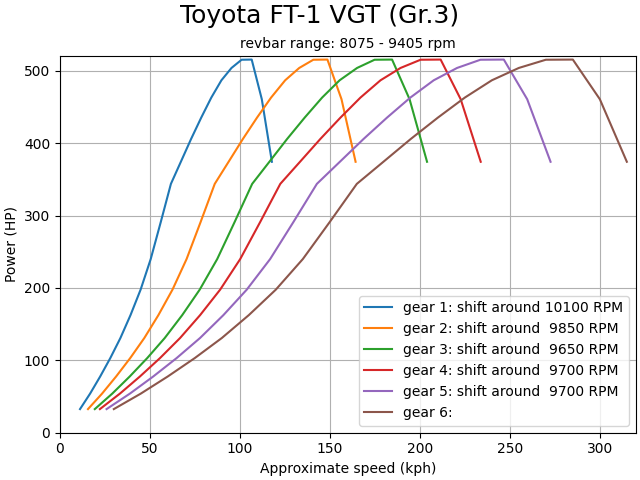 Toyota FT-1 VGT (Gr.3)
revbar range: 8075 - 9405 rpm
Power (HP)
500
400
300
200
100
0
gear 1: shift around 10100 RPM
gear 2: shift around  9850 RPM
gear 3: shift around  9650 RPM
gear 4: shift around  9700 RPM
gear 5: shift around  9700 RPM
gear 6:
0 50 100 150 200 250 300
Approximate speed (kph)